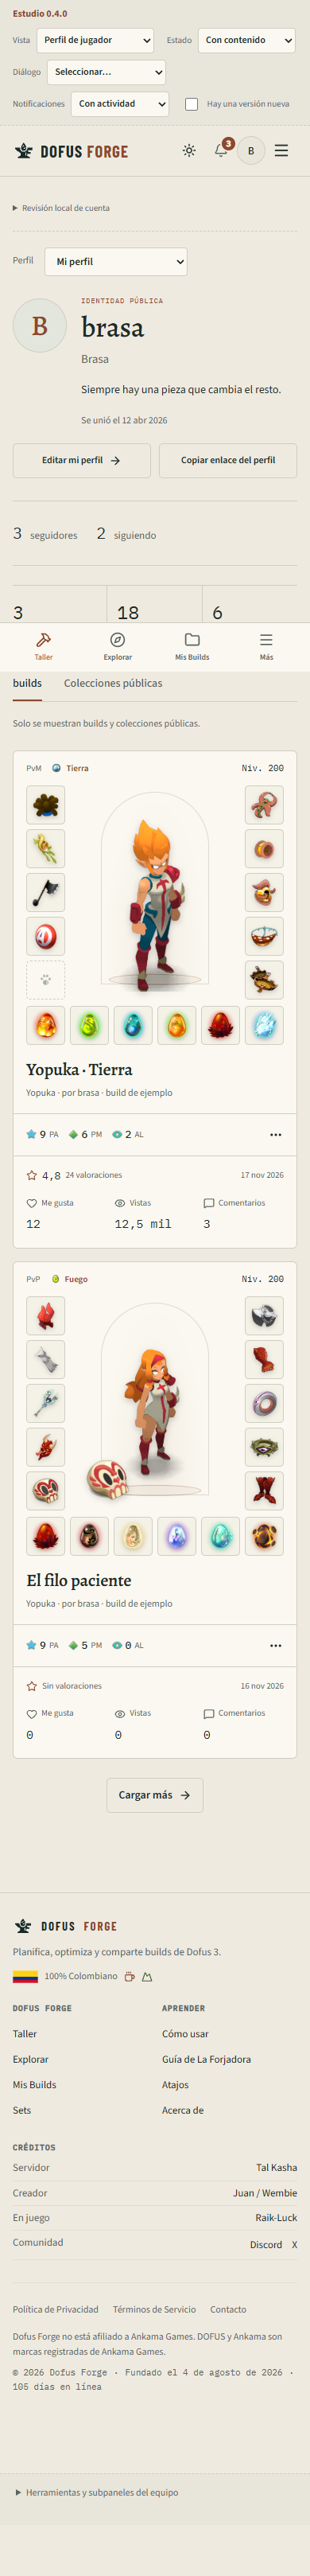 Estudio 0.4.0
Vista Perfil de jugador Estado Con contenido
Diálogo Seleccionar...
Notificaciones Con actividad Hay una versión nueva
DOFUS FORGE 3 B
Revisión local de cuenta
Perfil Mi perfil
B
IDENTIDAD PÚBLICA
brasa
Brasa
Siempre hay una pieza que cambia el resto.
Se unió el 12 abr 2026
Editar mi perfil Copiar enlace del perfil
3 seguidores 2 siguiendo
3 18 6
Taller Explorar Mis Builds Más
builds Colecciones públicas
Solo se muestran builds y colecciones públicas.
PvM Tierra Niv. 200
Yopuka · Tierra
Yopuka · por brasa · build de ejemplo
9 PA 6 PM 2 AL
4,8 24 valoraciones 17 nov 2026
Me gusta Vistas Comentarios
12 12,5 mil 3
PvP Fuego Niv. 200
El filo paciente
Yopuka · por brasa · build de ejemplo
9 PA 5 PM 0 AL
Sin valoraciones 16 nov 2026
Me gusta Vistas Comentarios
0 0 0
Cargar más
DOFUS FORGE
Planifica, optimiza y comparte builds de Dofus 3.
100% Colombiano
DOFUS FORGE APRENDER
Taller Cómo usar
Explorar Guía de La Forjadora
Mis Builds Atajos
Sets Acerca de
CRÉDITOS
Servidor Tal Kasha
Creador Juan / Wembie
En juego Raik-Luck
Comunidad Discord X
Política de Privacidad Términos de Servicio Contacto
Dofus Forge no está afiliado a Ankama Games. DOFUS y Ankama son
marcas registradas de Ankama Games.
© 2026 Dofus Forge · Fundado el 4 de agosto de 2026 ·
105 días en línea
Herramientas y subpaneles del equipo